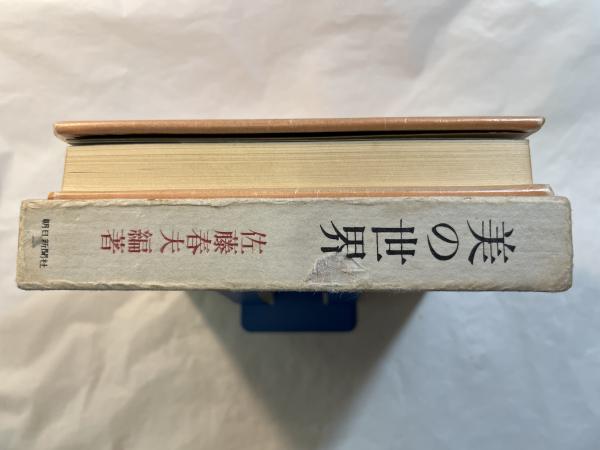 美の世界
佐藤春夫編著
朝日新聞社